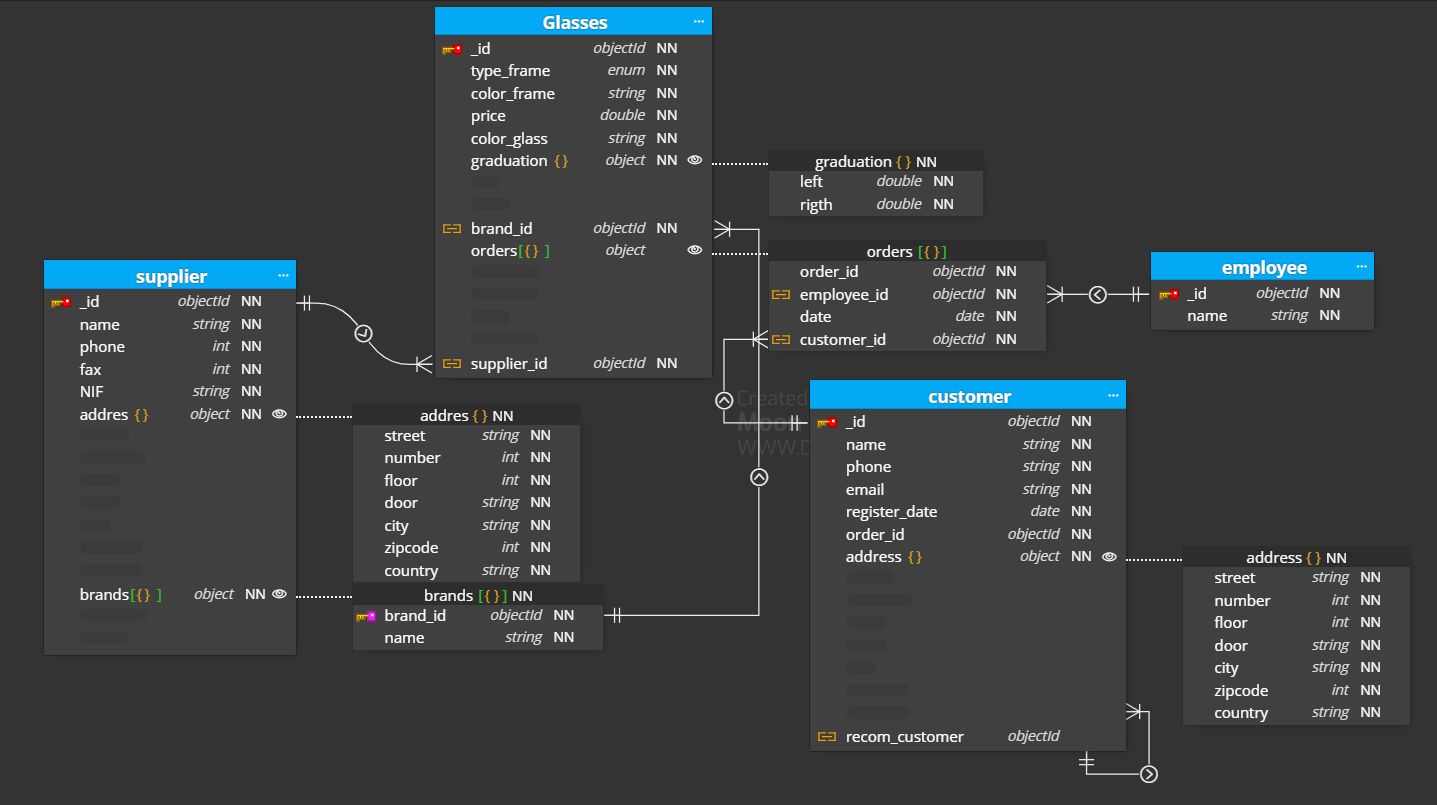 Glasses ...
_id objectId NN
type_frame enum NN
color_frame string NN
price double NN
color_glass string NN
graduation {} object NN
brand_id objectId NN
orders[{} ] object
supplier_id objectId NN
graduation {} NN
left double NN
rigth double NN
orders [{}]
order_id objectId NN
employee_id objectId NN
date date NN
customer_id objectId NN
employee ...
_id objectId NN
name string NN
supplier ...
_id objectId NN
name string NN
phone int NN
fax int NN
NIF string NN
addres {} object NN
brands[{} ] object NN
addres {} NN
street string NN
number int NN
floor int NN
door string NN
city string NN
zipcode int NN
country string NN
brands [{}] NN
brand_id objectId NN
name string NN
Created
WWW.D
customer ...
_id objectId NN
name string NN
phone string NN
email string NN
register_date date NN
order_id objectId NN
address {} object NN
recom_customer objectId
address {} NN
street string NN
number int NN
floor int NN
door string NN
city string NN
zipcode int NN
country string NN